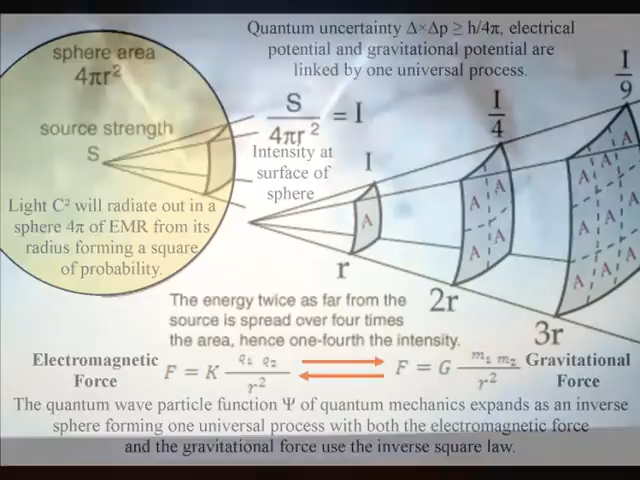 Quantum uncertainty Δ×Δp ≥ h/4π, electrical
potential and gravitational potential are
linked by one universal process.
sphere area
4πr²
source strength
S
S / 4πr² = I
Intensity at
surface of
sphere
Light C² will radiate out in a
sphere 4π of EMR from its
radius forming a square
of probability.
I
I/4
I/9
A
A A
A A
A
A A
A A A
A A A
r
2r
3r
The energy twice as far from the
source is spread over four times
the area, hence one-fourth the intensity.
Electromagnetic
Force
F = K Q₁ Q₂ / r²
F = G m₁ m₂ / r²
Gravitational
Force
The quantum wave particle function Ψ of quantum mechanics expands as an inverse
sphere forming one universal process with both the electromagnetic force
and the gravitational force use the inverse square law.